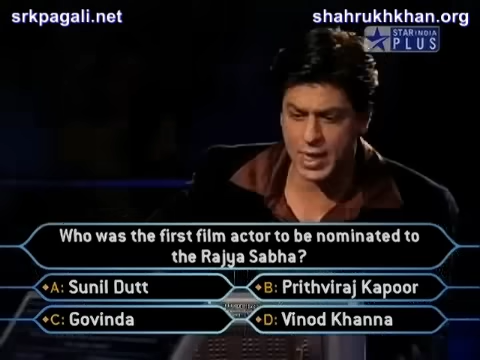 srkpagali.net
shahrukhkhan.org
STAR INDIA
PLUS
Who was the first film actor to be nominated to
the Rajya Sabha?
A: Sunil Dutt
B: Prithviraj Kapoor
C: Govinda
D: Vinod Khanna